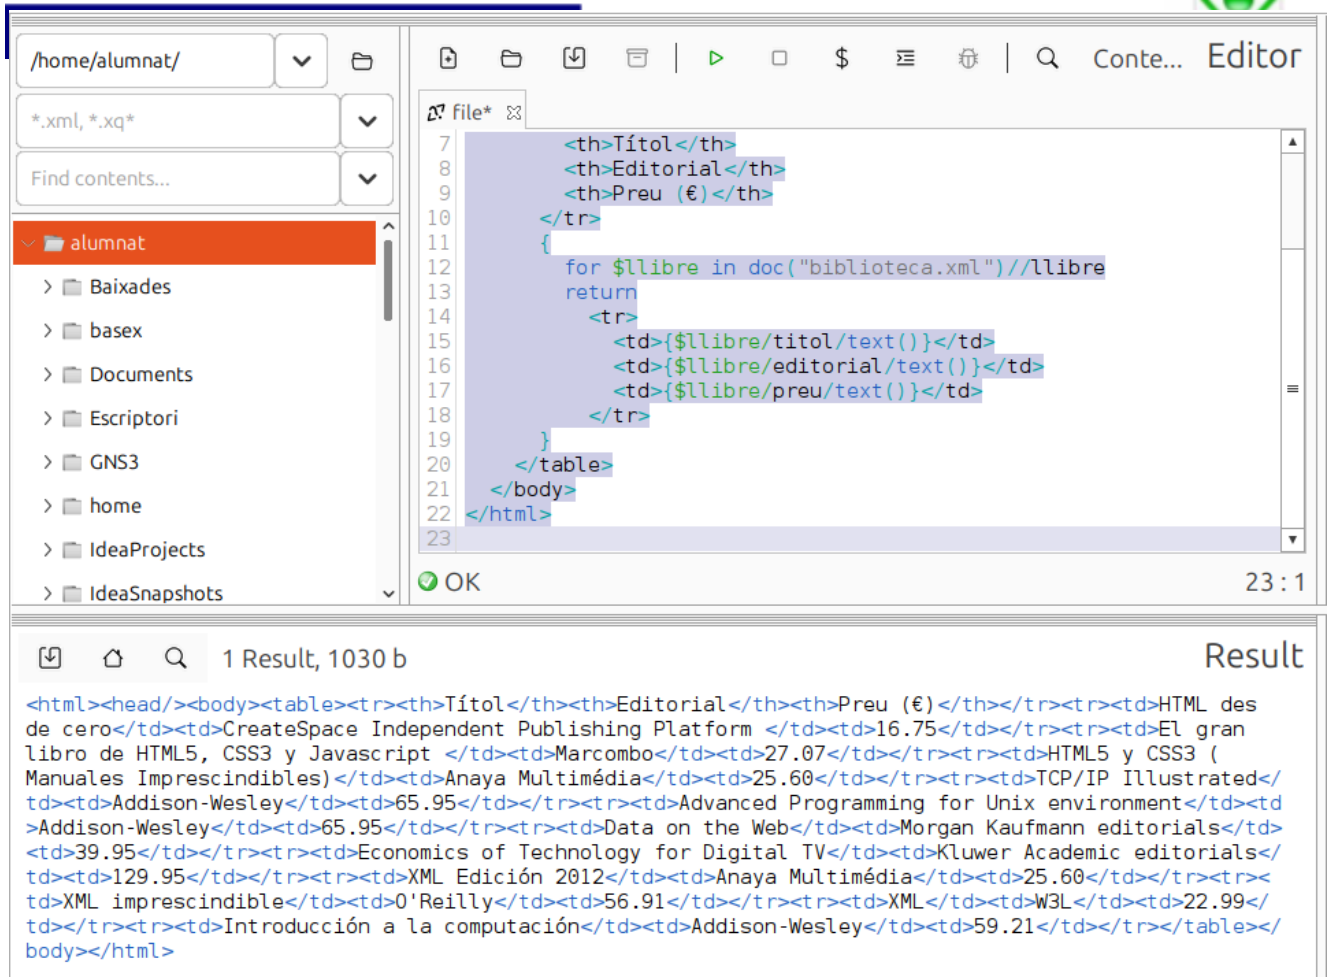 /home/alumnat/
*.xml, *.xq*
Find contents...
alumnat
Baixades
basex
Documents
Escriptori
GNS3
home
IdeaProjects
IdeaSnapshots
$ Conte... Editor
file*
7 <th>Títol</th>
8 <th>Editorial</th>
9 <th>Preu (€)</th>
10 </tr>
11 {
12 for $llibre in doc("biblioteca.xml")//llibre
13 return
14 <tr>
15 <td>{$llibre/titol/text()}</td>
16 <td>{$llibre/editorial/text()}</td>
17 <td>{$llibre/preu/text()}</td>
18 </tr>
19 }
20 </table>
21 </body>
22 </html>
23
OK 23 : 1
1 Result, 1030 b Result
<html><head/><body><table><tr><th>Títol</th><th>Editorial</th><th>Preu (€)</th></tr><tr><td>HTML des
de cero</td><td>CreateSpace Independent Publishing Platform </td><td>16.75</td></tr><tr><td>El gran
libro de HTML5, CSS3 y Javascript </td><td>Marcombo</td><td>27.07</td></tr><tr><td>HTML5 y CSS3 (
Manuales Imprescindibles)</td><td>Anaya Multimédia</td><td>25.60</td></tr><tr><td>TCP/IP Illustrated</
td><td>Addison-Wesley</td><td>65.95</td></tr><tr><td>Advanced Programming for Unix environment</td><td
>Addison-Wesley</td><td>65.95</td></tr><tr><td>Data on the Web</td><td>Morgan Kaufmann editorials</td>
<td>39.95</td></tr><tr><td>Economics of Technology for Digital TV</td><td>Kluwer Academic editorials</
td><td>129.95</td></tr><tr><td>XML Edición 2012</td><td>Anaya Multimédia</td><td>25.60</td></tr><tr><
td>XML imprescindible</td><td>O'Reilly</td><td>56.91</td></tr><tr><td>XML</td><td>W3L</td><td>22.99</
td></tr><tr><td>Introducción a la computación</td><td>Addison-Wesley</td><td>59.21</td></tr></table></
body></html>